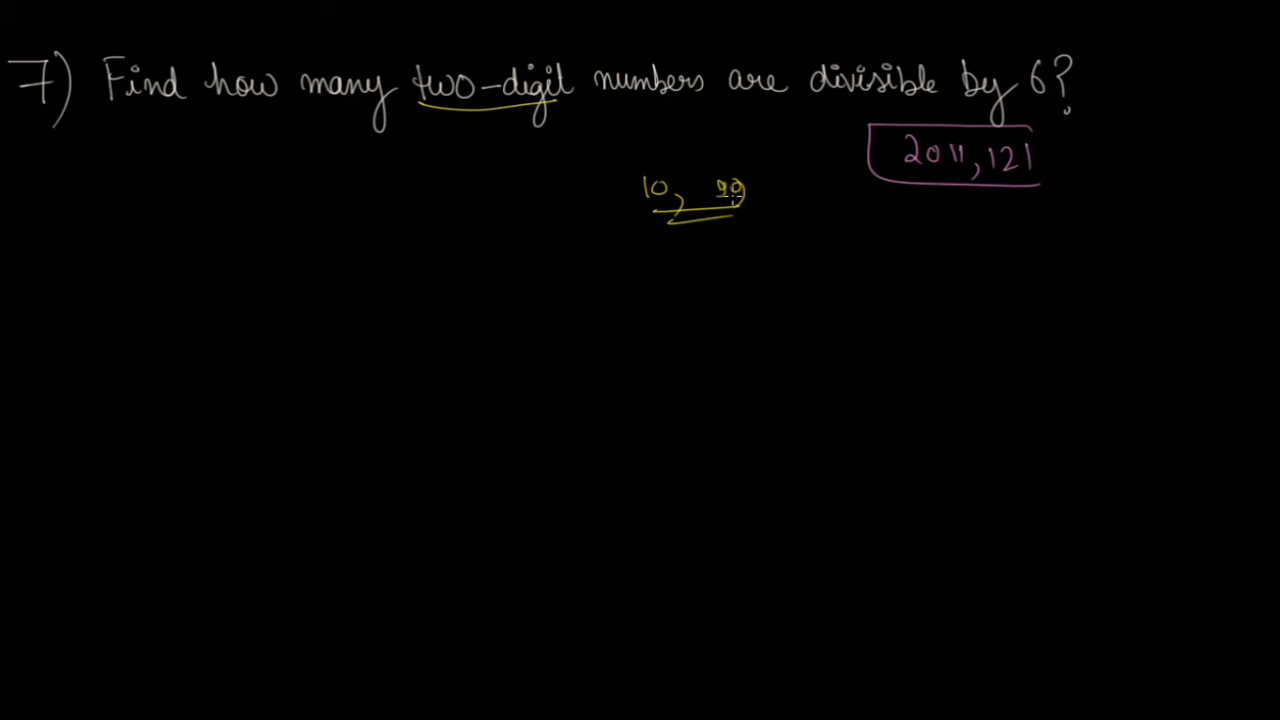 7) Find how many two-digit numbers are divisible by 6?
2011, 121
10, 99